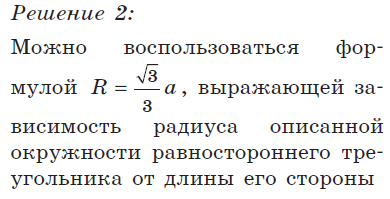 Решение 2:
Можно воспользоваться фор-
мулой R = √3/3 a, выражающей за-
висимость радиуса описанной
окружности равностороннего тре-
угольника от длины его стороны